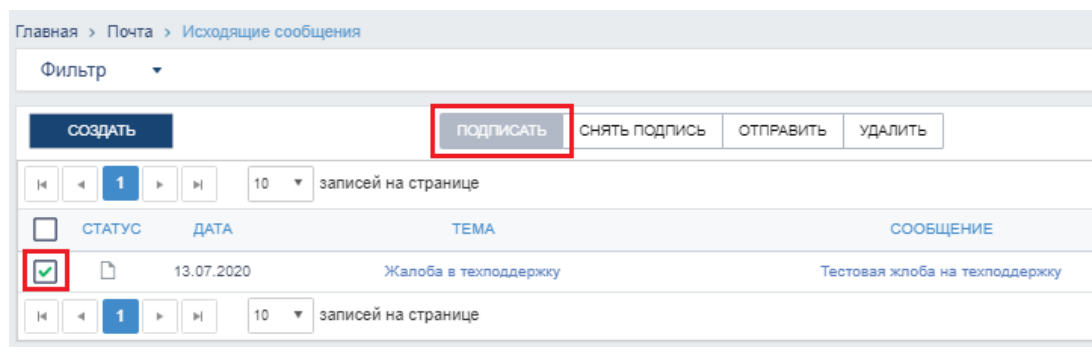 Главная > Почта > Исходящие сообщения
Фильтр
СОЗДАТЬ ПОДПИСАТЬ СНЯТЬ ПОДПИСЬ ОТПРАВИТЬ УДАЛИТЬ
1 10 записей на странице
СТАТУС ДАТА ТЕМА СООБЩЕНИЕ
13.07.2020 Жалоба в техподдержку Тестовая жлоба на техподдержку
1 10 записей на странице